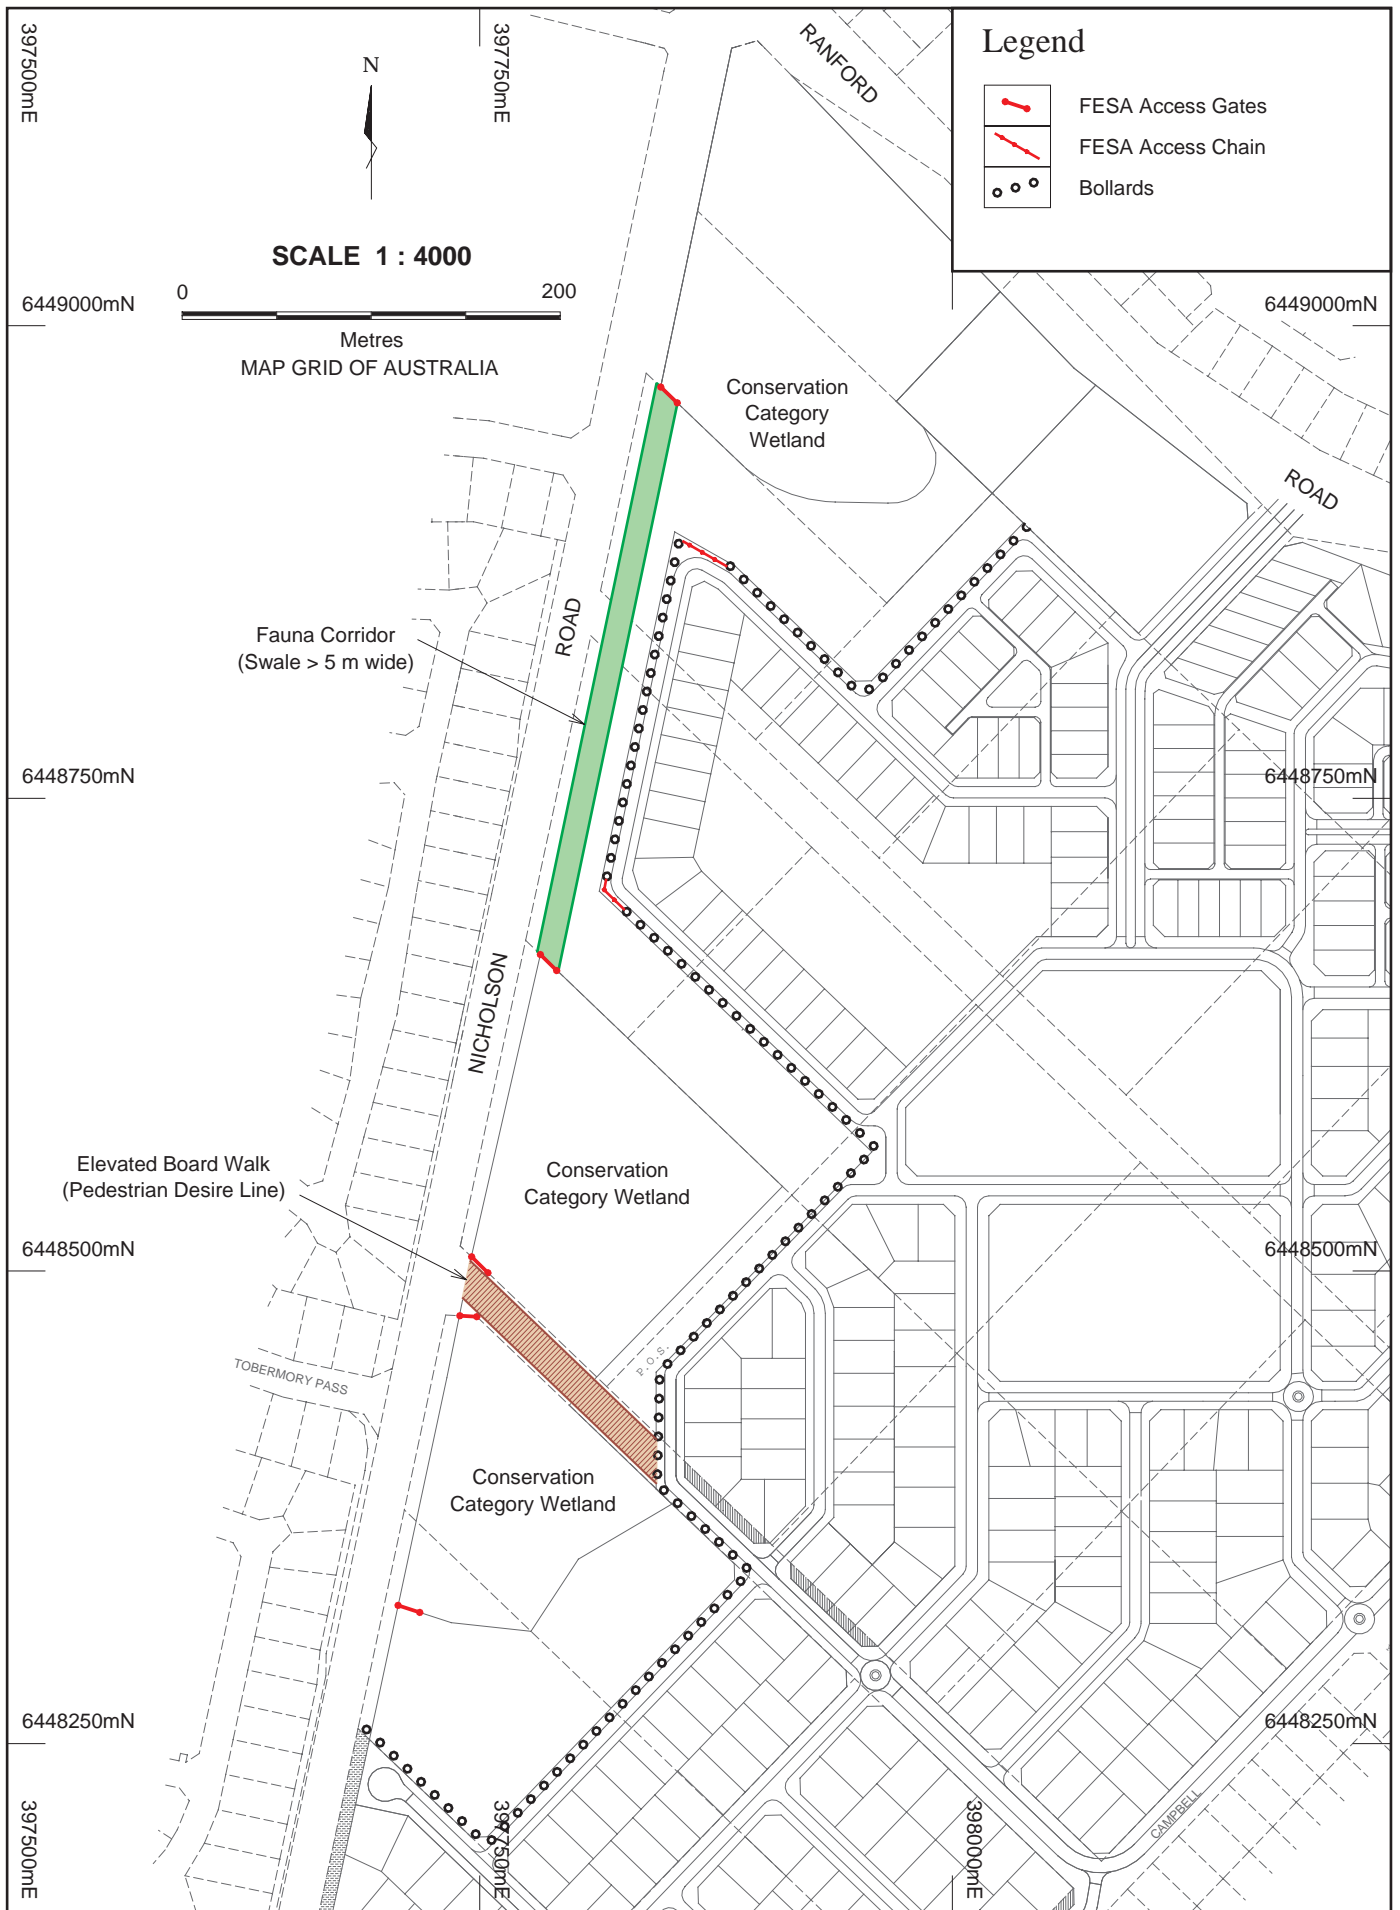 397500mE
397750mE
N
RANFORD
Legend
FESA Access Gates
FESA Access Chain
Bollards
SCALE 1 : 4000
0 200
Metres
MAP GRID OF AUSTRALIA
6449000mN
6449000mN
Conservation
Category
Wetland
ROAD
ROAD
Fauna Corridor
(Swale > 5 m wide)
6448750mN
6448750mN
NICHOLSON
Elevated Board Walk
(Pedestrian Desire Line)
Conservation
Category Wetland
6448500mN
6448500mN
P.O.S.
TOBERMORY PASS
Conservation
Category Wetland
6448250mN
6448250mN
CAMPBELL
397500mE
397750mE
398000mE